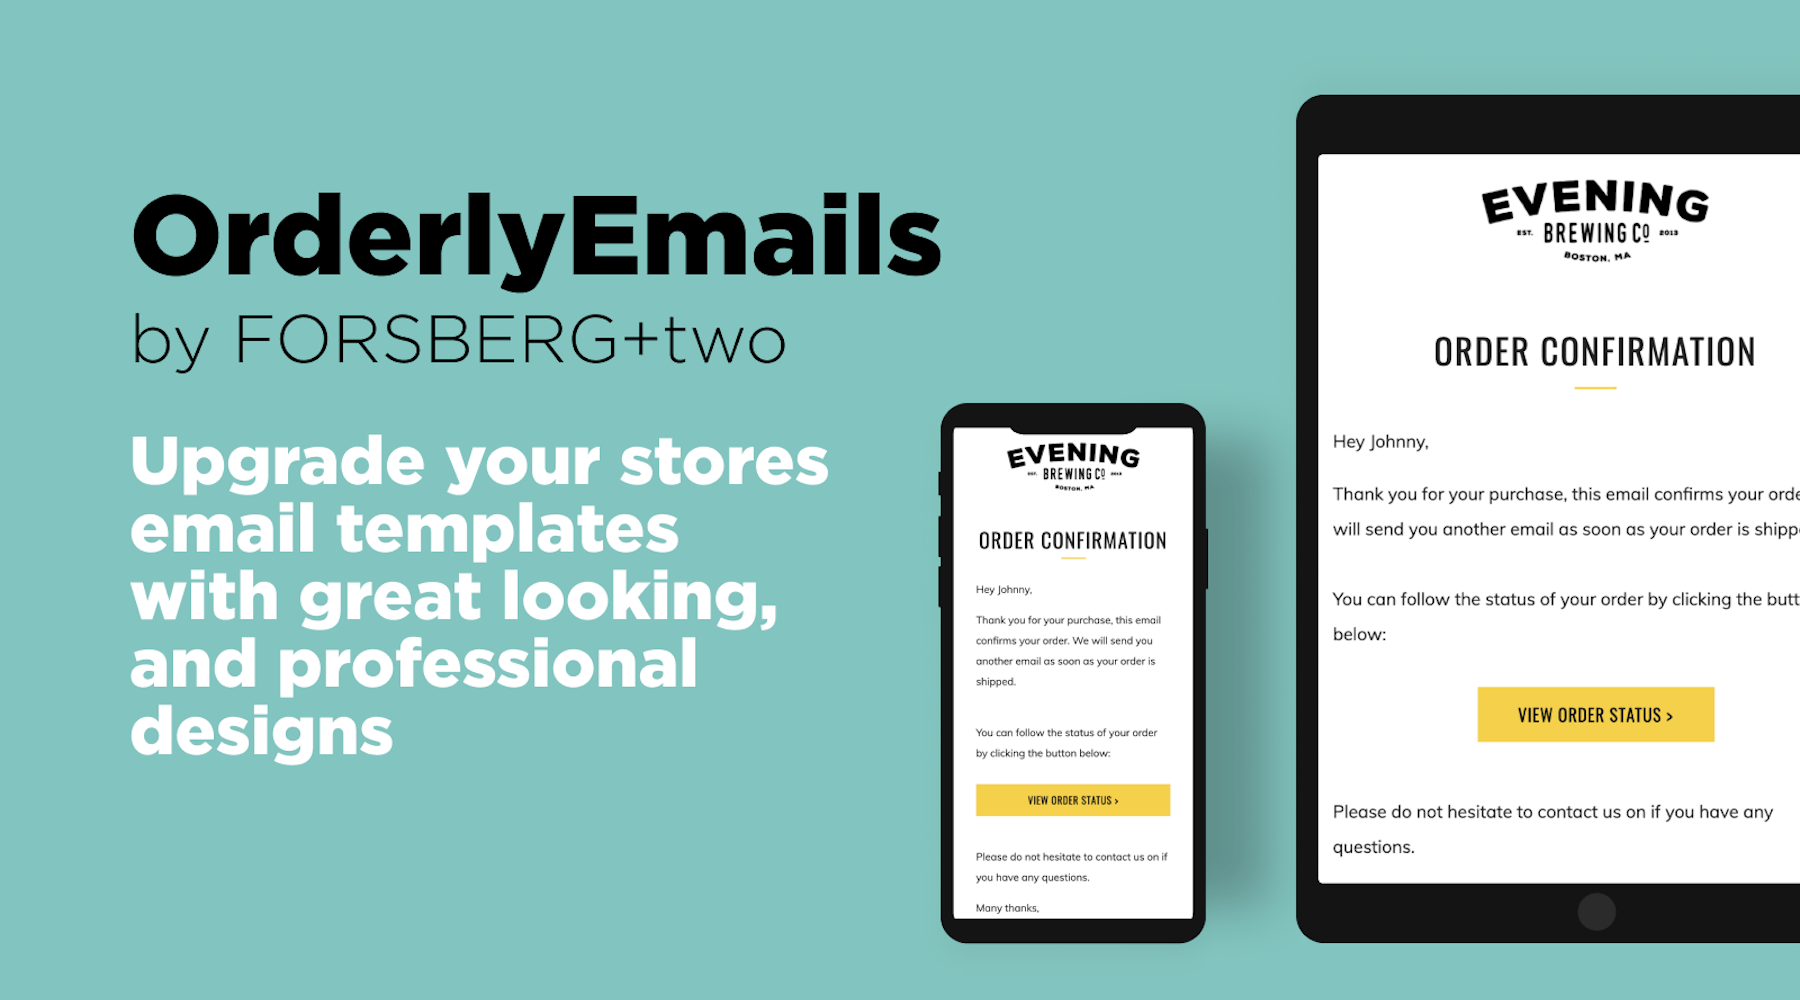 OrderlyEmails
by FORSBERG+two
Upgrade your stores
email templates
with great looking,
and professional
designs
EVENING
EST. BREWING CO 2013
BOSTON, MA
ORDER CONFIRMATION
Hey Johnny,
Thank you for your purchase, this email
confirms your order. We will send you
another email as soon as your order is
shipped.
You can follow the status of your order
by clicking the button below:
VIEW ORDER STATUS >
Please do not hesitate to contact us on if
you have any questions.
Many thanks,
EVENING
EST. BREWING CO 2013
BOSTON, MA
ORDER CONFIRMATION
Hey Johnny,
Thank you for your purchase, this email confirms your orde
will send you another email as soon as your order is shipp
You can follow the status of your order by clicking the butt
below:
VIEW ORDER STATUS >
Please do not hesitate to contact us on if you have any
questions.